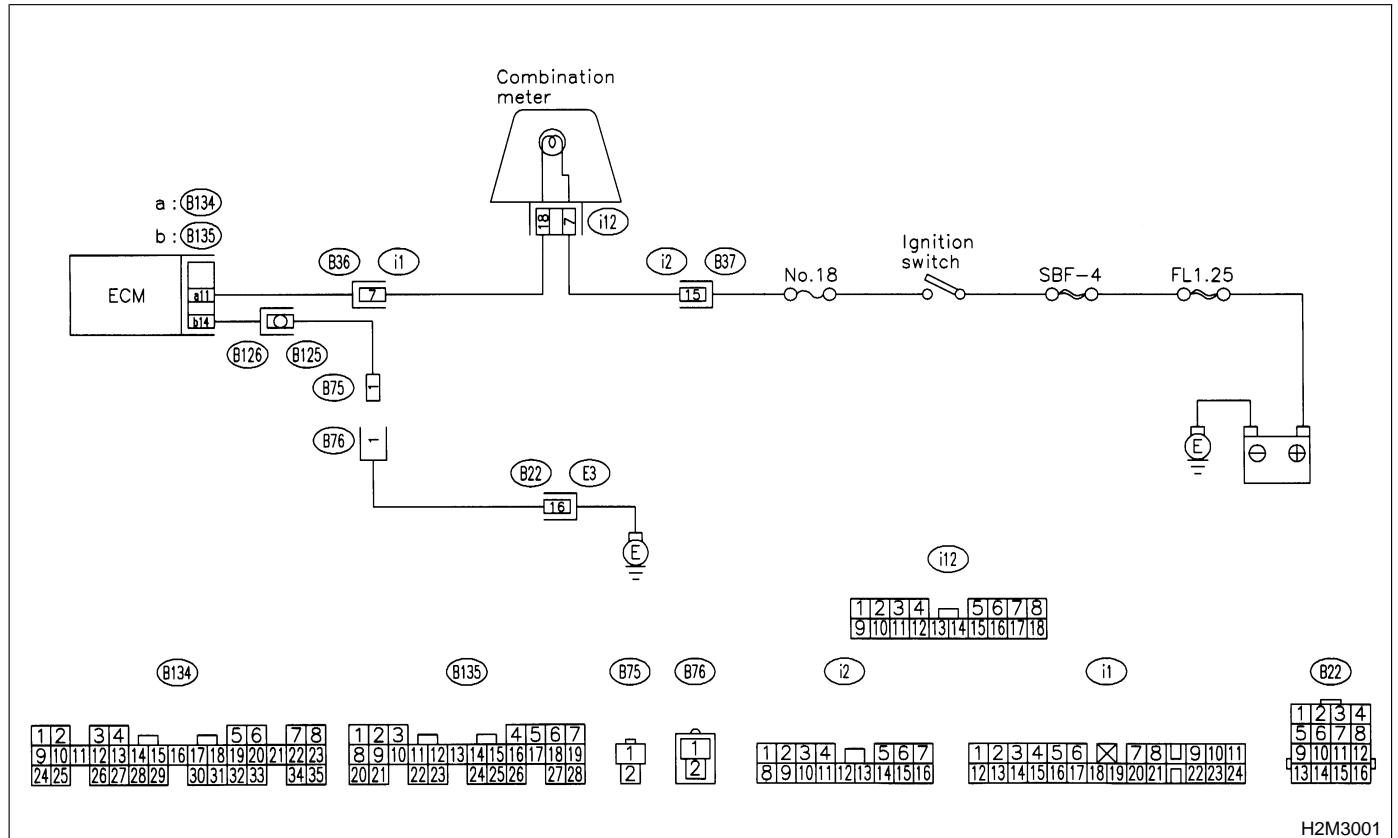 Combination
meter
18 7
i12
a : B134
b : B135
B36 i1
i2 B37
Ignition
switch
No.18
SBF-4
FL1.25
ECM
a11
7
15
b14
B126 B125
B75
1
E
⊖ ⊕
B76
1
B22 E3
16
E
i12
1 2 3 4 5 6 7 8
9 10 11 12 13 14 15 16 17 18
B134
B135
B75
B76
i2
i1
B22
1 2 3 4 5 6 7 8
9 10 11 12 13 14 15 16 17 18 19 20 21 22 23
24 25 26 27 28 29 30 31 32 33 34 35
1 2 3 4 5 6 7
8 9 10 11 12 13 14 15 16 17 18 19
20 21 22 23 24 25 26 27 28
1
2
1
2
1 2 3 4 5 6 7
8 9 10 11 12 13 14 15 16
1 2 3 4 5 6 7 8 9 10 11
12 13 14 15 16 17 18 19 20 21 22 23 24
1 2 3 4
5 6 7 8
9 10 11 12
13 14 15 16
H2M3001